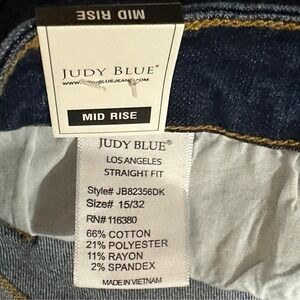 MID RISE
JUDY BLUE®
MID RISE
JUDY BLUE®
LOS ANGELES
STRAIGHT FIT
Style# JB82356DK
Size# 15/32
RN#116380
66% COTTON
21% POLYESTER
11% RAYON
2% SPANDEX
MADE IN VIETNAM